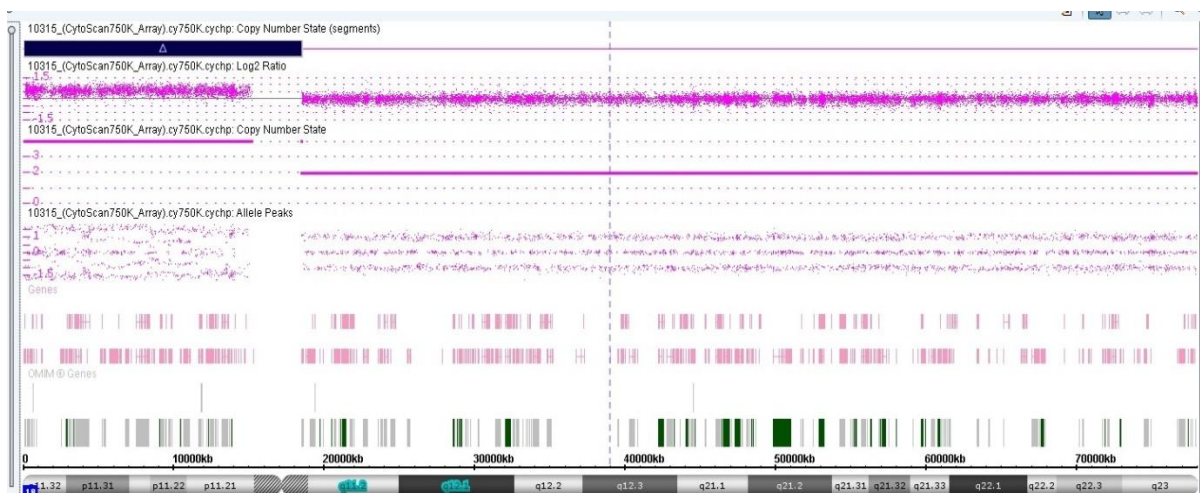 10315_(CytoScan750K_Array).cy750K.cychp: Copy Number State (segments)
10315_(CytoScan750K_Array).cy750K.cychp: Log2 Ratio
1.5
-1.5
10315_(CytoScan750K_Array).cy750K.cychp: Copy Number State
3
2
0
10315_(CytoScan750K_Array).cy750K.cychp: Allele Peaks
1
0
-1.5
Genes
OMIM ® Genes
0 10000kb 20000kb 30000kb 40000kb 50000kb 60000kb 70000kb
11.32 p11.31 p11.22 p11.21 q11.2 q12.1 q12.2 q12.3 q21.1 q21.2 q21.31 q21.32 q21.33 q22.1 q22.2 q22.3 q23